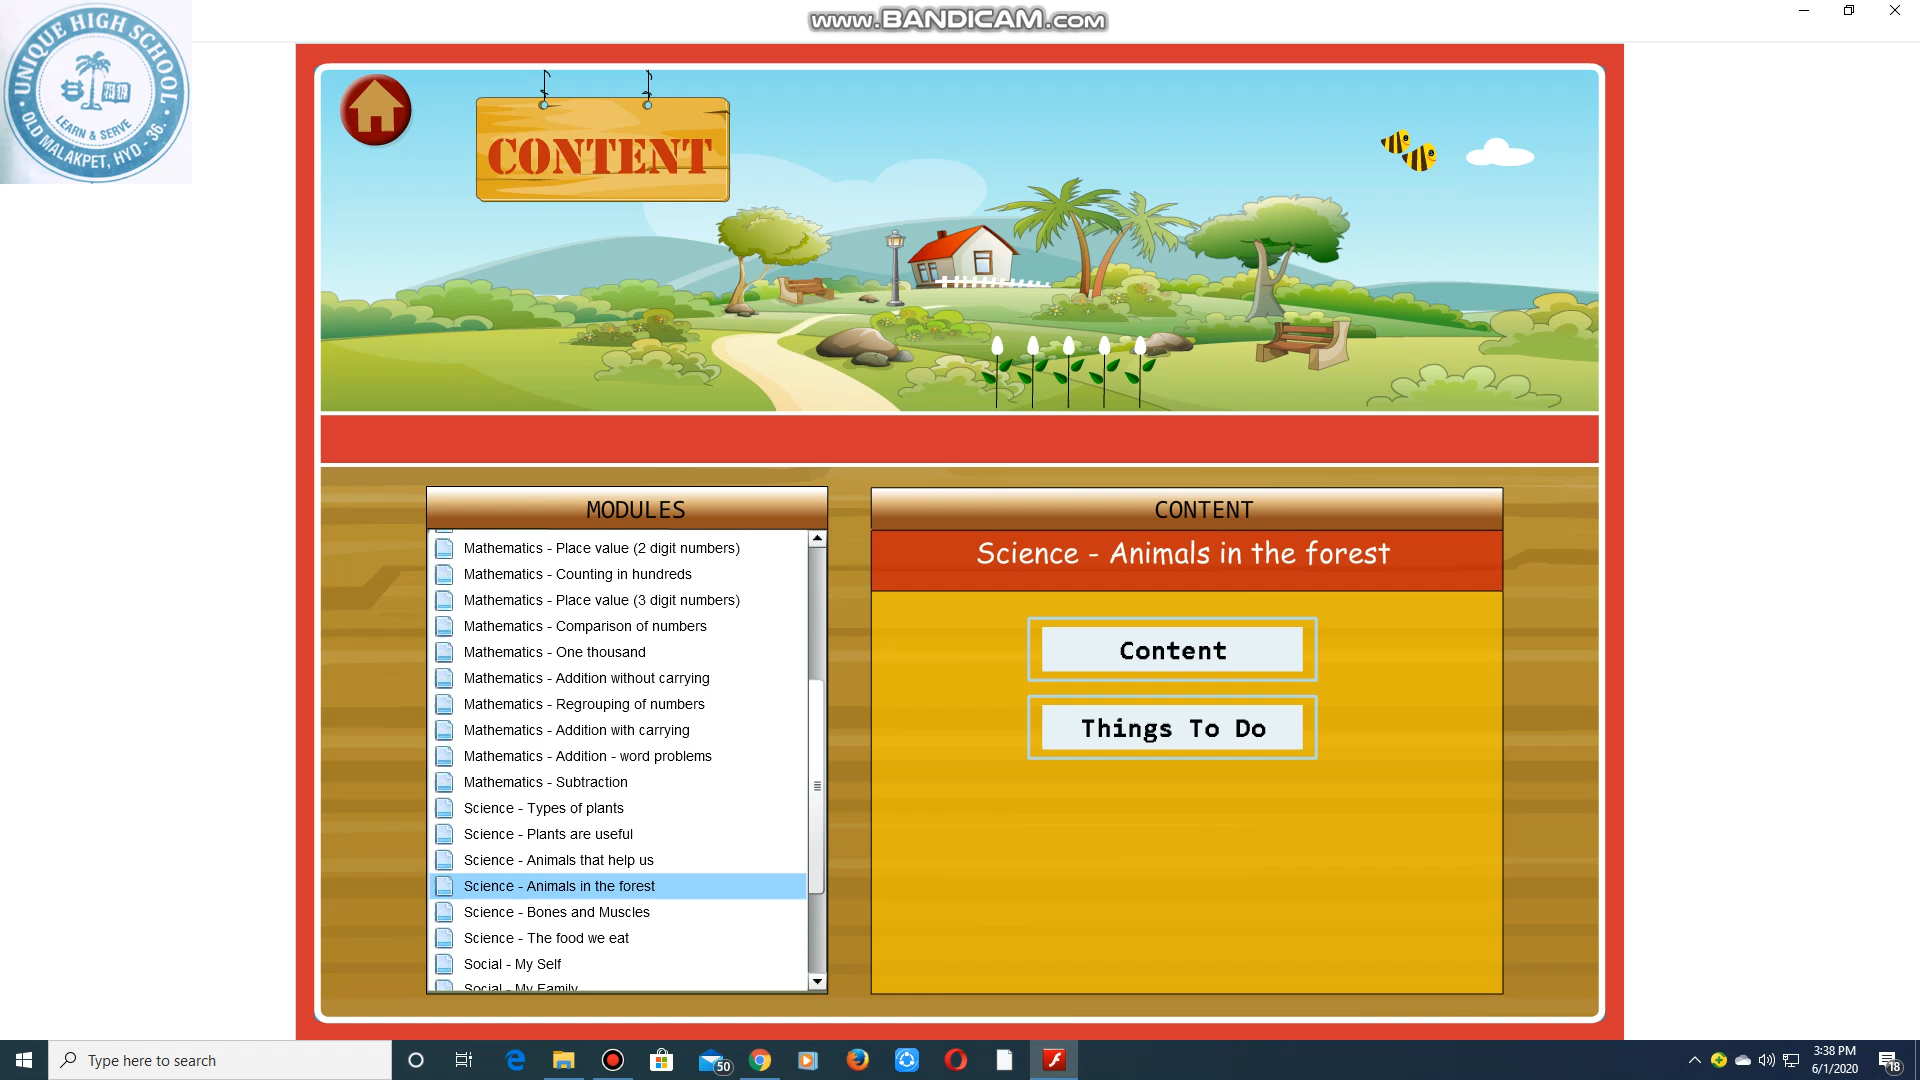 www.BANDICAM.com
UNIQUE HIGH SCHOOL
LEARN & SERVE
OLD MALAKPET, HYD - 36.
CONTENT
MODULES
Mathematics - Place value (2 digit numbers)
Mathematics - Counting in hundreds
Mathematics - Place value (3 digit numbers)
Mathematics - Comparison of numbers
Mathematics - One thousand
Mathematics - Addition without carrying
Mathematics - Regrouping of numbers
Mathematics - Addition with carrying
Mathematics - Addition - word problems
Mathematics - Subtraction
Science - Types of plants
Science - Plants are useful
Science - Animals that help us
Science - Animals in the forest
Science - Bones and Muscles
Science - The food we eat
Social - My Self
Social - My Family
CONTENT
Science - Animals in the forest
Content
Things To Do
Type here to search
50
3:38 PM
6/1/2020
18